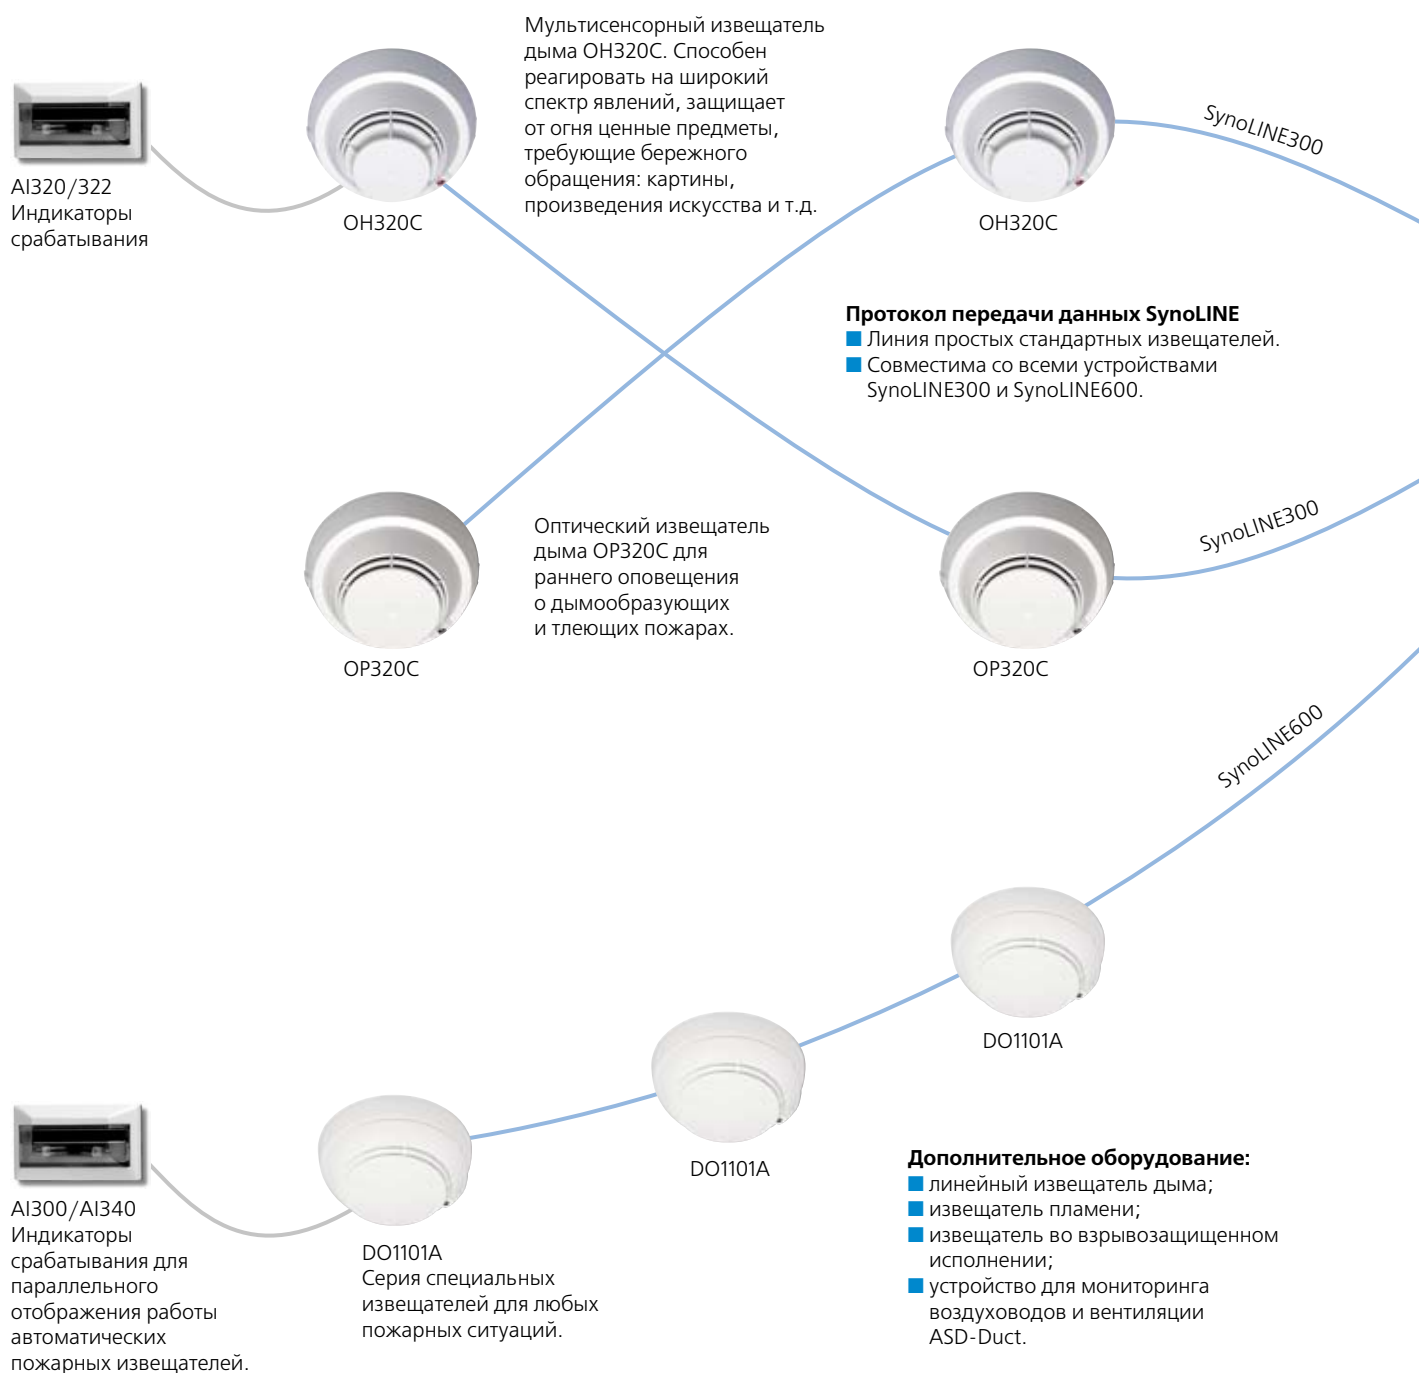 Мультисенсорный извещатель
дыма OH320C. Способен
реагировать на широкий
спектр явлений, защищает
от огня ценные предметы,
требующие бережного
обращения: картины,
произведения искусства и т.д.
AI320/322
Индикаторы
срабатывания
OH320C
OH320C
SynoLINE300
Протокол передачи данных SynoLINE
Линия простых стандартных извещателей.
Совместима со всеми устройствами
SynoLINE300 и SynoLINE600.
Оптический извещатель
дыма OP320C для
раннего оповещения
о дымообразующих
и тлеющих пожарах.
OP320C
OP320C
SynoLINE300
SynoLINE600
DO1101A
DO1101A
AI300/AI340
Индикаторы
срабатывания для
параллельного
отображения работы
автоматических
пожарных извещателей.
DO1101A
Серия специальных
извещателей для любых
пожарных ситуаций.
Дополнительное оборудование:
линейный извещатель дыма;
извещатель пламени;
извещатель во взрывозащищенном
исполнении;
устройство для мониторинга
воздуховодов и вентиляции
ASD-Duct.